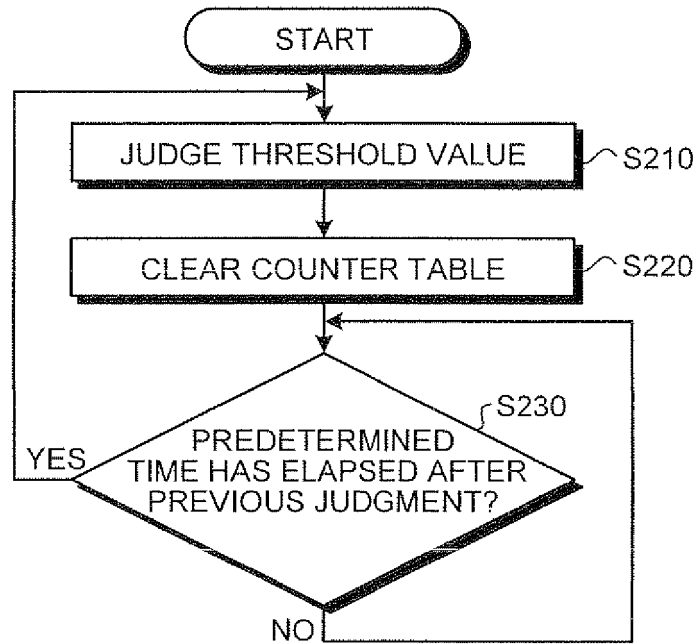 START
JUDGE THRESHOLD VALUE
S210
CLEAR COUNTER TABLE
S220
S230
PREDETERMINED
TIME HAS ELAPSED AFTER
PREVIOUS JUDGMENT?
YES
NO